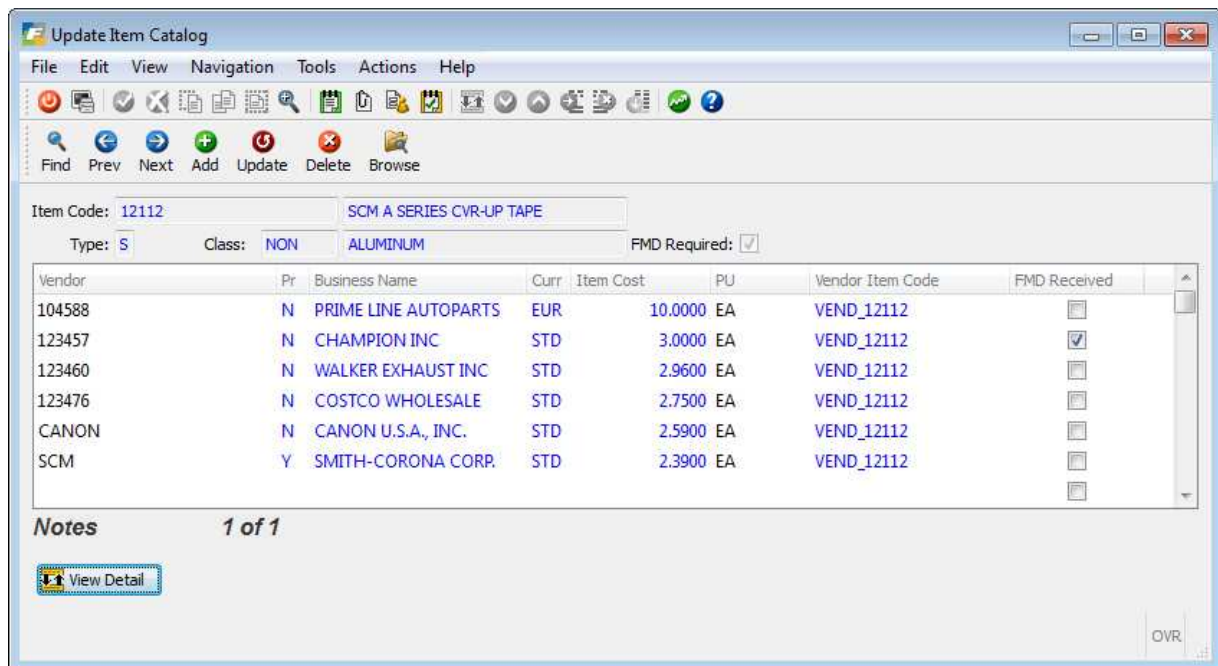 Update Item Catalog
File Edit View Navigation Tools Actions Help
Find Prev Next Add Update Delete Browse
Item Code: 12112 SCM A SERIES CVR-UP TAPE
Type: S Class: NON ALUMINUM FMD Required:
Vendor Pr Business Name Curr Item Cost PU Vendor Item Code FMD Received
104588 N PRIME LINE AUTOPARTS EUR 10.0000 EA VEND_12112
123457 N CHAMPION INC STD 3.0000 EA VEND_12112
123460 N WALKER EXHAUST INC STD 2.9600 EA VEND_12112
123476 N COSTCO WHOLESALE STD 2.7500 EA VEND_12112
CANON N CANON U.S.A., INC. STD 2.5900 EA VEND_12112
SCM Y SMITH-CORONA CORP. STD 2.3900 EA VEND_12112
Notes 1 of 1
View Detail
OVR